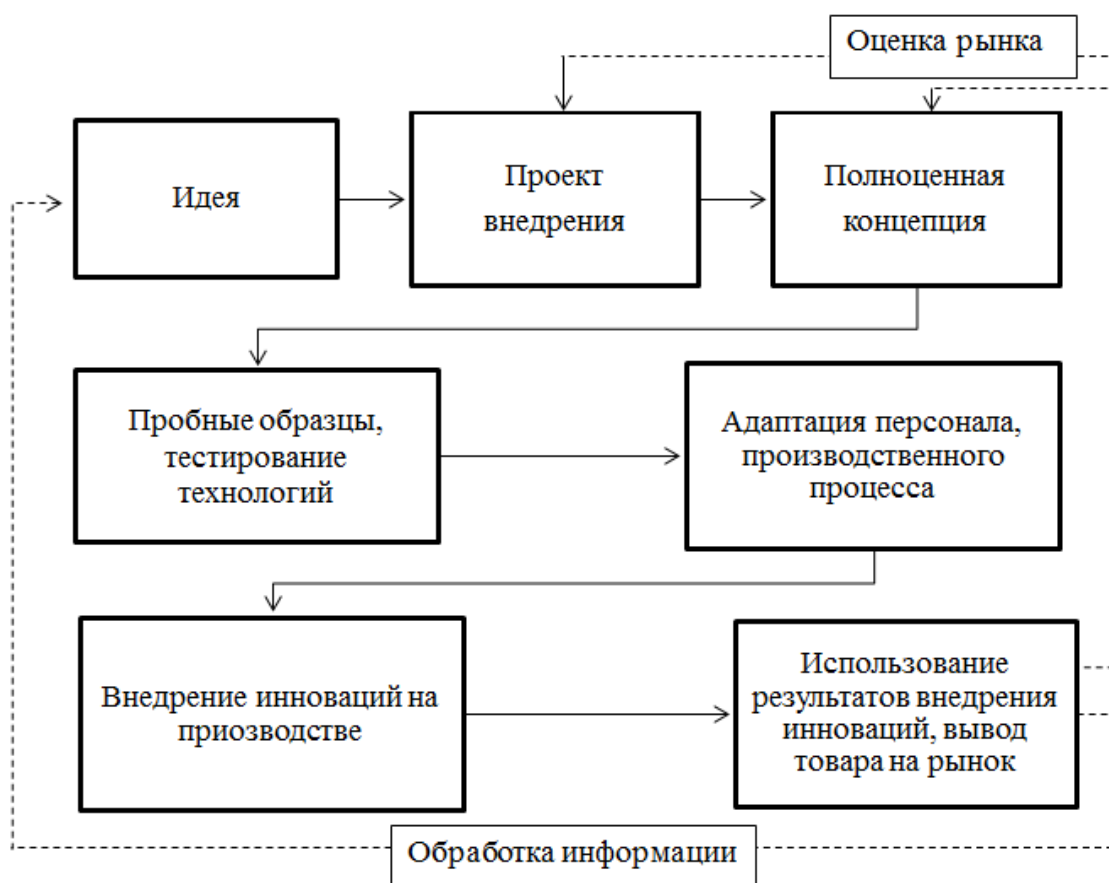 Оценка рынка
Идея
Проект
внедрения
Полноценная
концепция
Пробные образцы,
тестирование
технологий
Адаптация персонала,
производственного
процесса
Внедрение инноваций на
приозводстве
Использование
результатов внедрения
инноваций, вывод
товара на рынок
Обработка информации